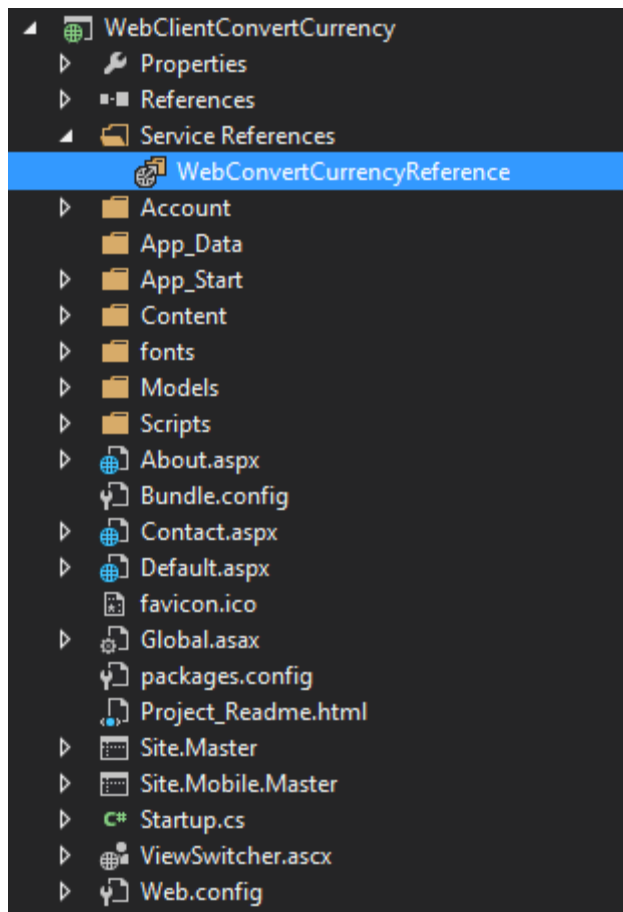 WebClientConvertCurrency
Properties
References
Service References
WebConvertCurrencyReference
Account
App_Data
App_Start
Content
fonts
Models
Scripts
About.aspx
Bundle.config
Contact.aspx
Default.aspx
favicon.ico
Global.asax
packages.config
Project_Readme.html
Site.Master
Site.Mobile.Master
C# Startup.cs
ViewSwitcher.ascx
Web.config